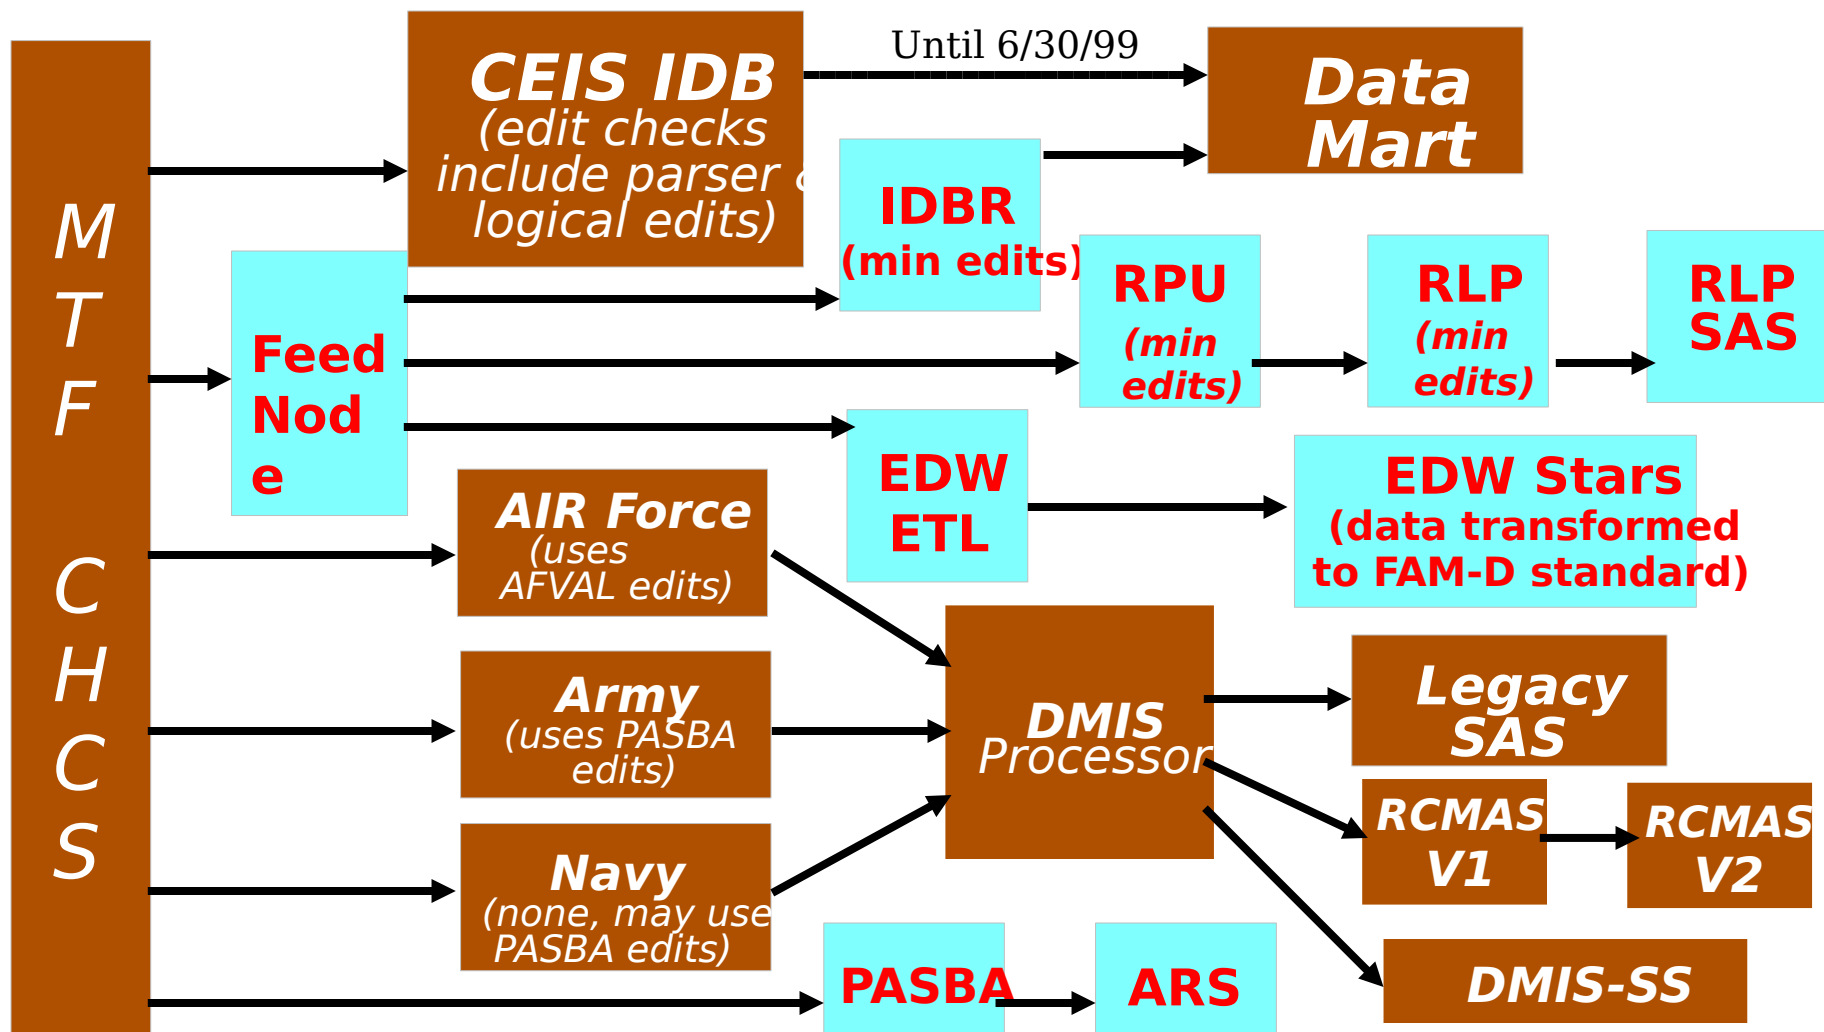 M
T
F
C
H
C
S
CEIS IDB
(edit checks
include parser &
logical edits)
Until 6/30/99
Data
Mart
IDBR
(min edits)
Feed
Nod
e
RPU
(min
edits)
RLP
(min
edits)
RLP
SAS
EDW
ETL
EDW Stars
(data transformed
to FAM-D standard)
AIR Force
(uses
AFVAL edits)
Army
(uses PASBA
edits)
Navy
(none, may use
PASBA edits)
DMIS
Processor
Legacy
SAS
RCMAS
V1
RCMAS
V2
DMIS-SS
PASBA
ARS